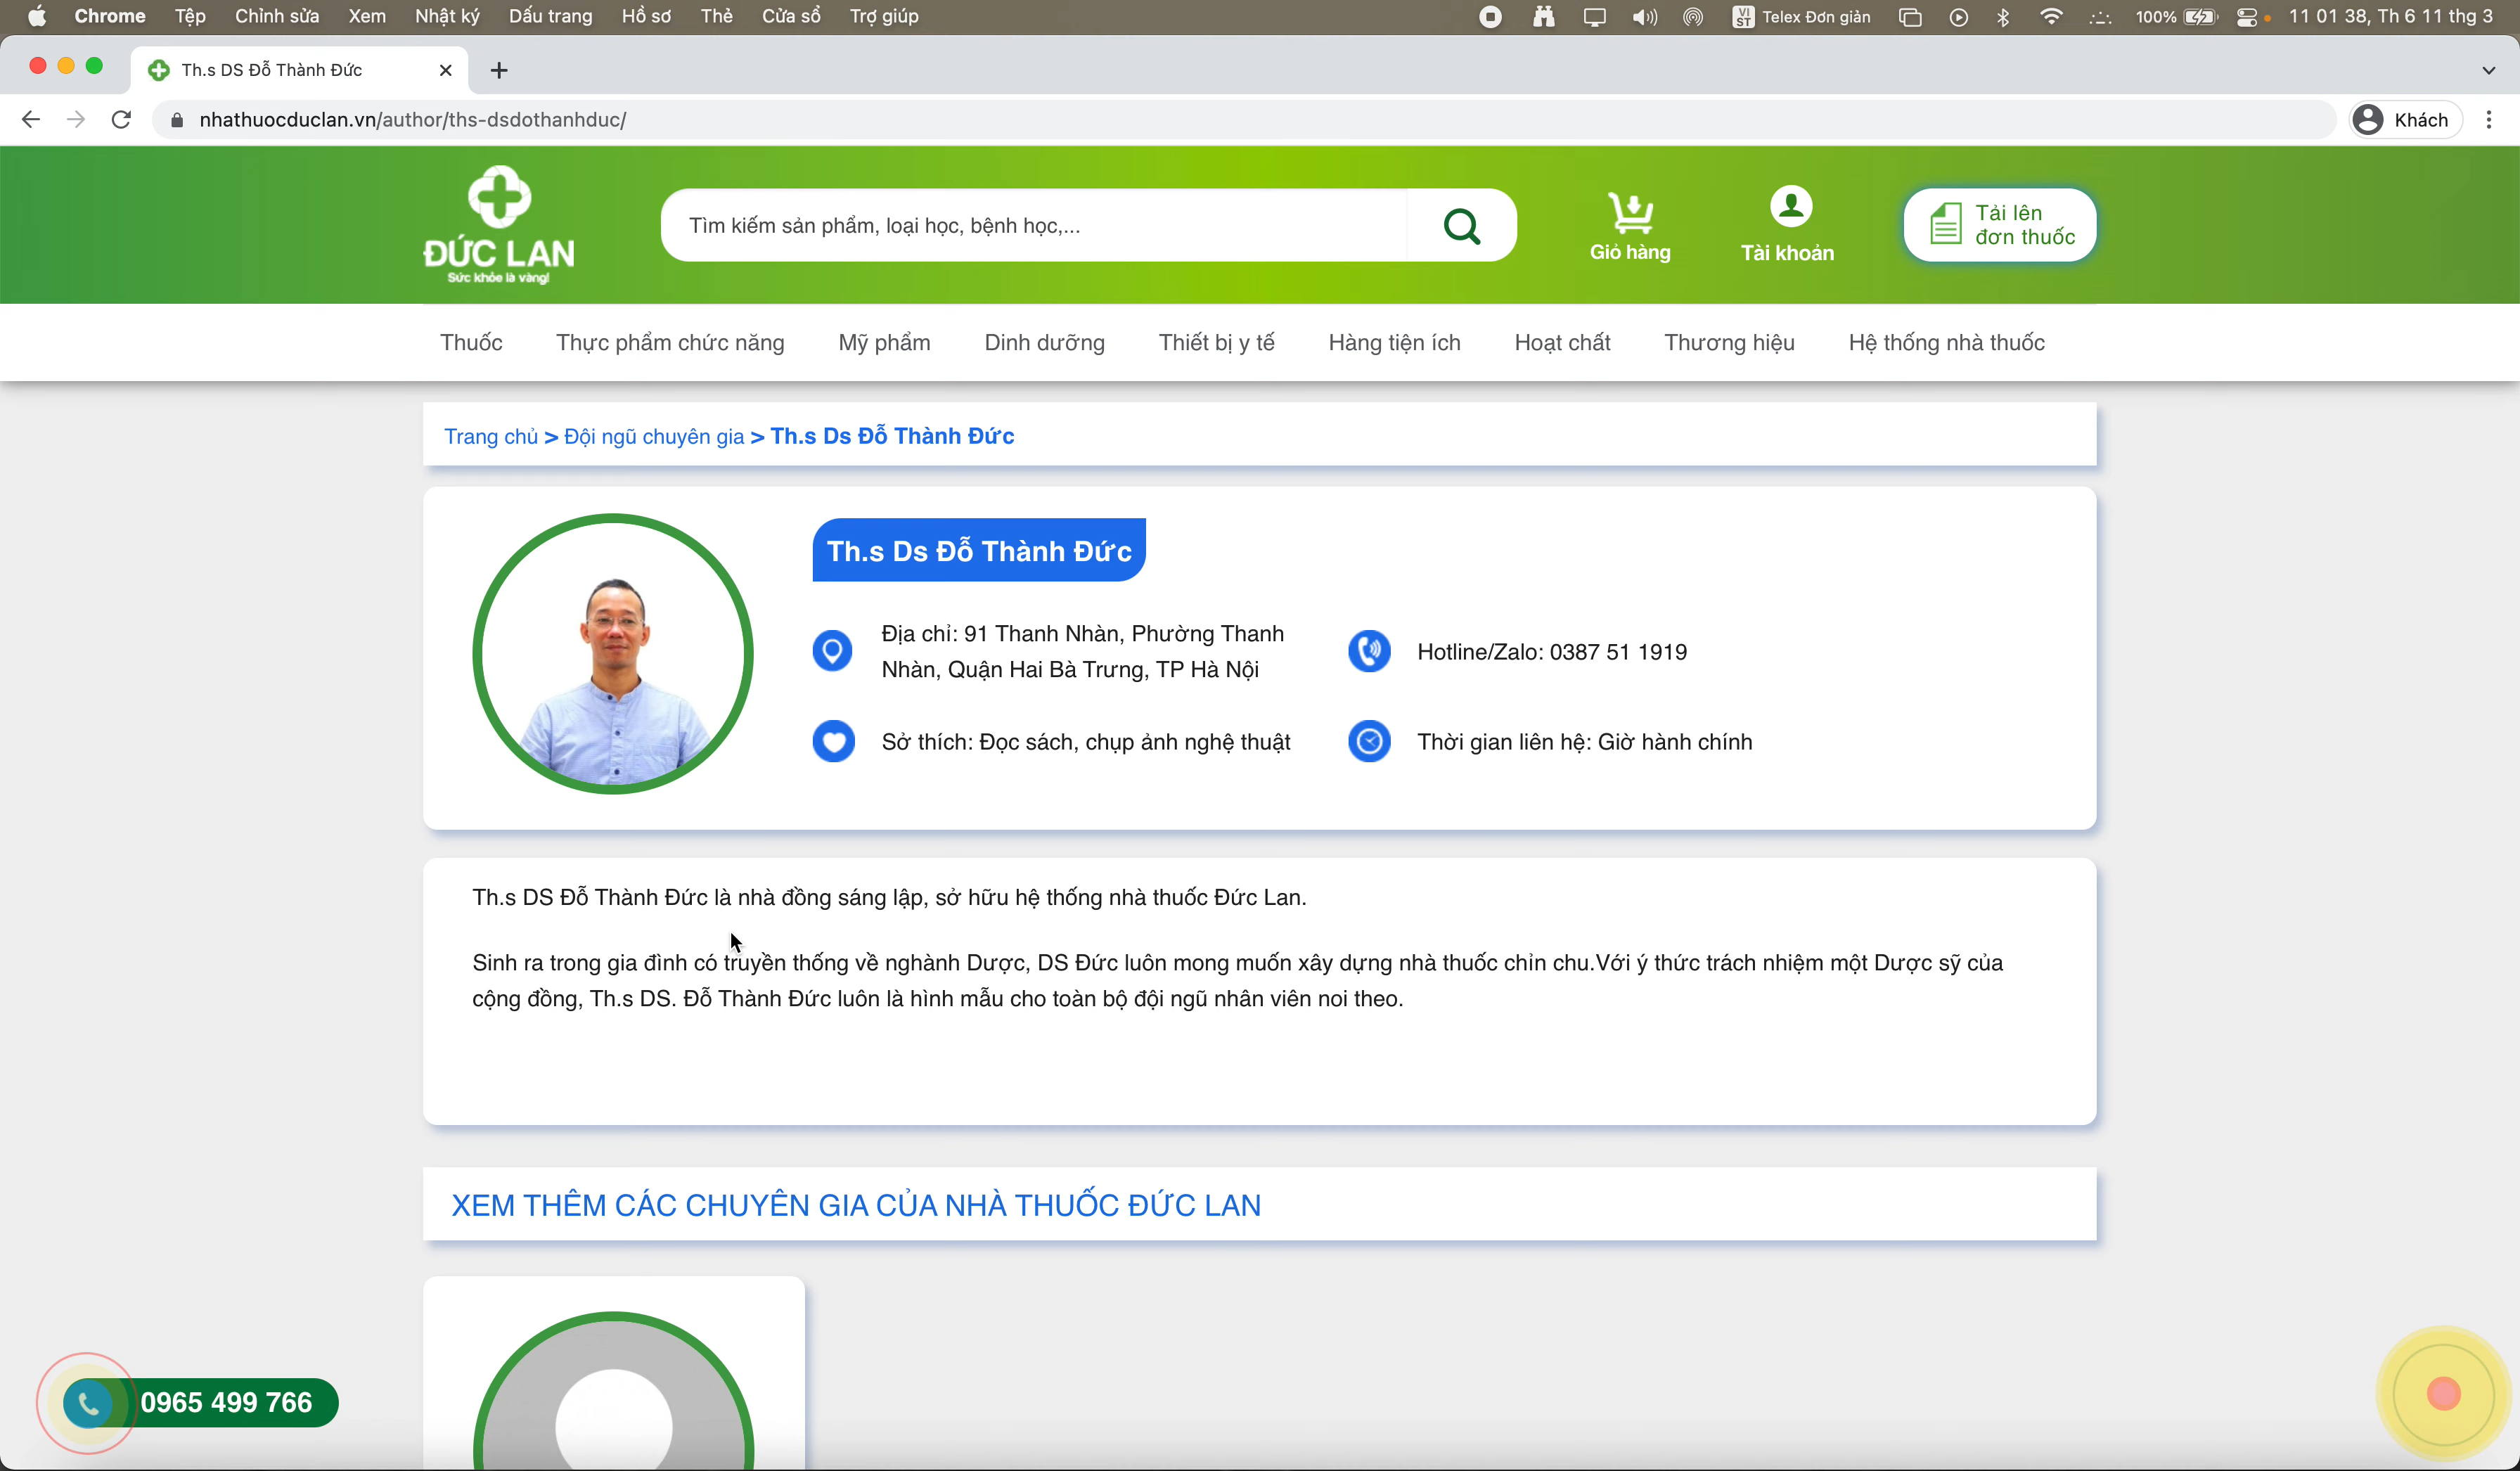 Chrome Tệp Chỉnh sửa Xem Nhật ký Dấu trang Hồ sơ Thẻ Cửa sổ Trợ giúp VI ST Telex Đơn giản 100% 11 01 38, Th 6 11 thg 3
Th.s DS Đỗ Thành Đức
nhathuocduclan.vn/author/ths-dsdothanhduc/ Khách
ĐỨC LAN
Sức khỏe là vàng!
Tìm kiếm sản phẩm, loại học, bệnh học,...
Giỏ hàng
Tài khoản
Tải lên
đơn thuốc
Thuốc Thực phẩm chức năng Mỹ phẩm Dinh dưỡng Thiết bị y tế Hàng tiện ích Hoạt chất Thương hiệu Hệ thống nhà thuốc
Trang chủ > Đội ngũ chuyên gia > Th.s Ds Đỗ Thành Đức
Th.s Ds Đỗ Thành Đức
Địa chỉ: 91 Thanh Nhàn, Phường Thanh
Nhàn, Quận Hai Bà Trưng, TP Hà Nội
Hotline/Zalo: 0387 51 1919
Sở thích: Đọc sách, chụp ảnh nghệ thuật
Thời gian liên hệ: Giờ hành chính
Th.s DS Đỗ Thành Đức là nhà đồng sáng lập, sở hữu hệ thống nhà thuốc Đức Lan.
Sinh ra trong gia đình có truyền thống về nghành Dược, DS Đức luôn mong muốn xây dựng nhà thuốc chỉn chu.Với ý thức trách nhiệm một Dược sỹ của
cộng đồng, Th.s DS. Đỗ Thành Đức luôn là hình mẫu cho toàn bộ đội ngũ nhân viên noi theo.
XEM THÊM CÁC CHUYÊN GIA CỦA NHÀ THUỐC ĐỨC LAN
0965 499 766